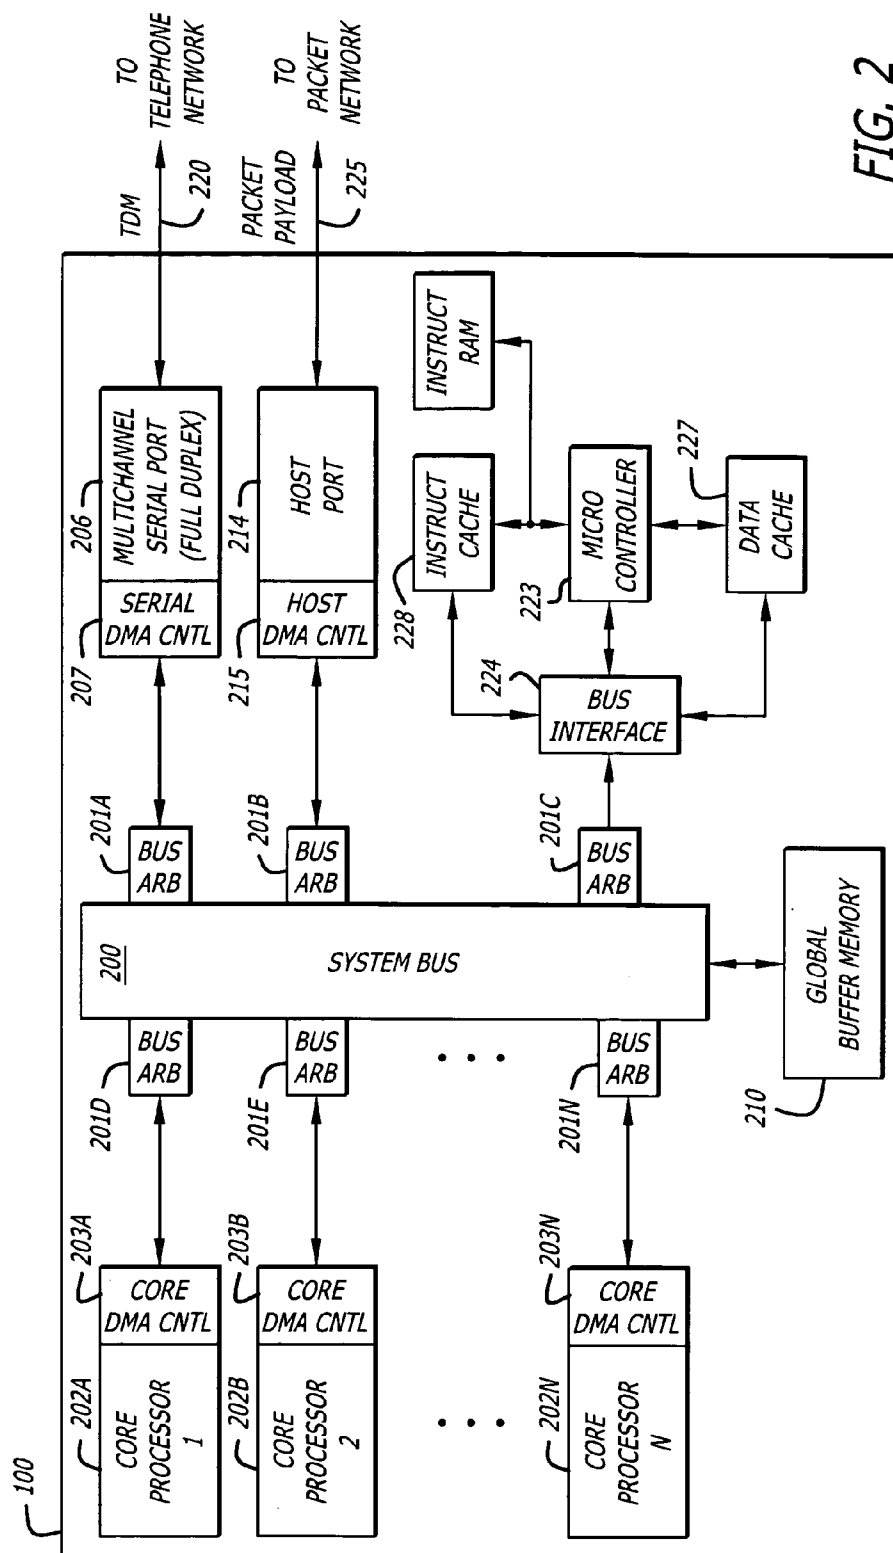 100
202A
CORE
PROCESSOR
1
203A
CORE
DMA CNTL
201D
BUS
ARB
200
SYSTEM BUS
201A
BUS
ARB
207
SERIAL
DMA CNTL
206
MULTICHANNEL
SERIAL PORT
(FULL DUPLEX)
TDM
220
TO
TELEPHONE
NETWORK
202B
CORE
PROCESSOR
2
203B
CORE
DMA CNTL
201E
BUS
ARB
201B
BUS
ARB
215
HOST
DMA CNTL
214
HOST
PORT
PACKET
PAYLOAD
225
TO
PACKET
NETWORK
202N
CORE
PROCESSOR
N
203N
CORE
DMA CNTL
201N
BUS
ARB
201C
BUS
ARB
224
BUS
INTERFACE
228
INSTRUCT
CACHE
INSTRUCT
RAM
223
MICRO
CONTROLLER
227
DATA
CACHE
210
GLOBAL
BUFFER MEMORY
FIG. 2